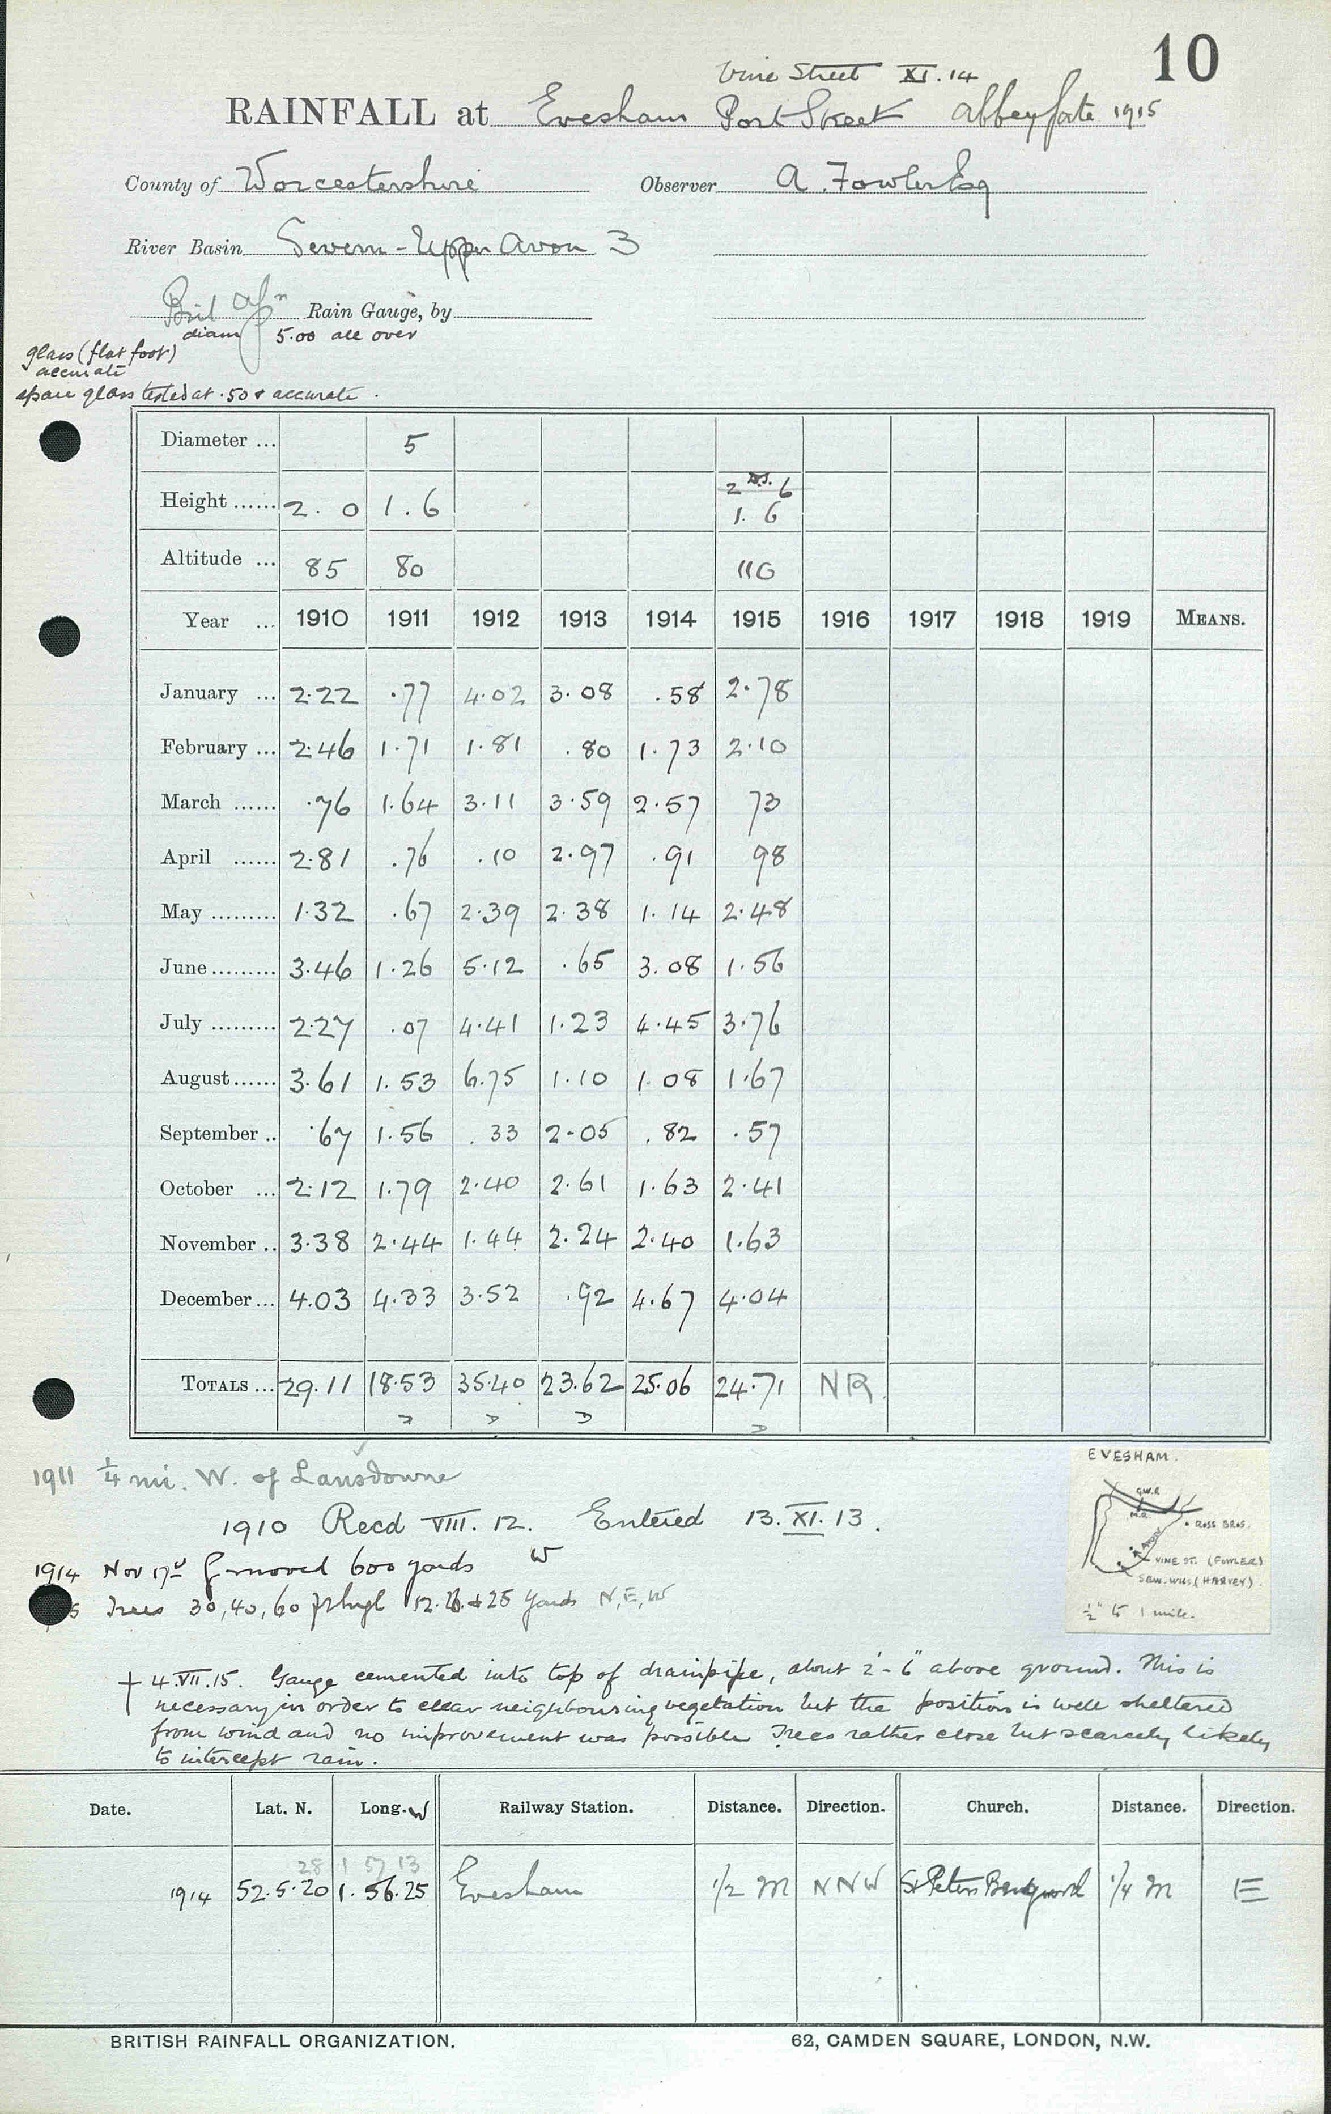 10
Vine Street XI.14
RAINFALL at Evesham Port Street Abbey Gate 1915
County of Worcestershire Observer A. Fowler Esq
River Basin Severn - Upper Avon 3
Rain Gauge, by
diam 5.00 all over
glass (flat foot)
accurate
spare glass tested at .50 & accurate.
Diameter ... 5
2 6
Height ...... 2. 0 1.6 1. 6
Altitude ... 85 80 110
Year ... 1910 1911 1912 1913 1914 1915 1916 1917 1918 1919 MEANS.
January ... 2.22 .77 4.02 3.08 .58 2.78
February ... 2.46 1.71 1.81 .80 1.73 2.10
March ...... .76 1.64 3.11 3.59 2.57 73
April ...... 2.81 .76 .10 2.97 .91 98
May ......... 1.32 .67 2.39 2.38 1.14 2.48
June ......... 3.46 1.26 5.12 .65 3.08 1.56
July ......... 2.27 .07 4.41 1.23 4.45 3.76
August ...... 3.61 1.53 6.75 1.10 1.08 1.67
September .. .67 1.56 .33 2.05 .82 .57
October ... 2.12 1.79 2.40 2.61 1.63 2.41
November .. 3.38 2.44 1.44 2.24 2.40 1.63
December ... 4.03 4.33 3.52 .92 4.67 4.04
TOTALS ... 29.11 18.53 35.40 23.62 25.06 24.71 NR
1911 1/4 mi. W. of Lansdowne
1910 Recd VIII. 12. Entered 13.XI.13.
1914 Nov 17 moved 600 yards W
5 Trees 30, 40, 60 ft high 12. & 25 yards N, E, W
EVESHAM.
G.W.R
M.R.
ROSS BROS.
R. AVON
VINE ST. (FOWLER)
SEW. WKS (HARVEY)
1/2" to 1 mile.
† 4.VII.15. Gauge cemented into top of drainpipe, about 2'-6" above ground. This is
necessary in order to clear neighbouring vegetation but the position is well sheltered
from wind and no improvement was possible. Trees rather close but scarcely likely
to intercept rain.
Date. Lat. N. Long. W Railway Station. Distance. Direction. Church. Distance. Direction.
28 1 57 13
1914 52.5.20 1.56.25 Evesham 1/2 M NNW St Peters Bengeworth 1/4 M E
BRITISH RAINFALL ORGANIZATION. 62, CAMDEN SQUARE, LONDON, N.W.